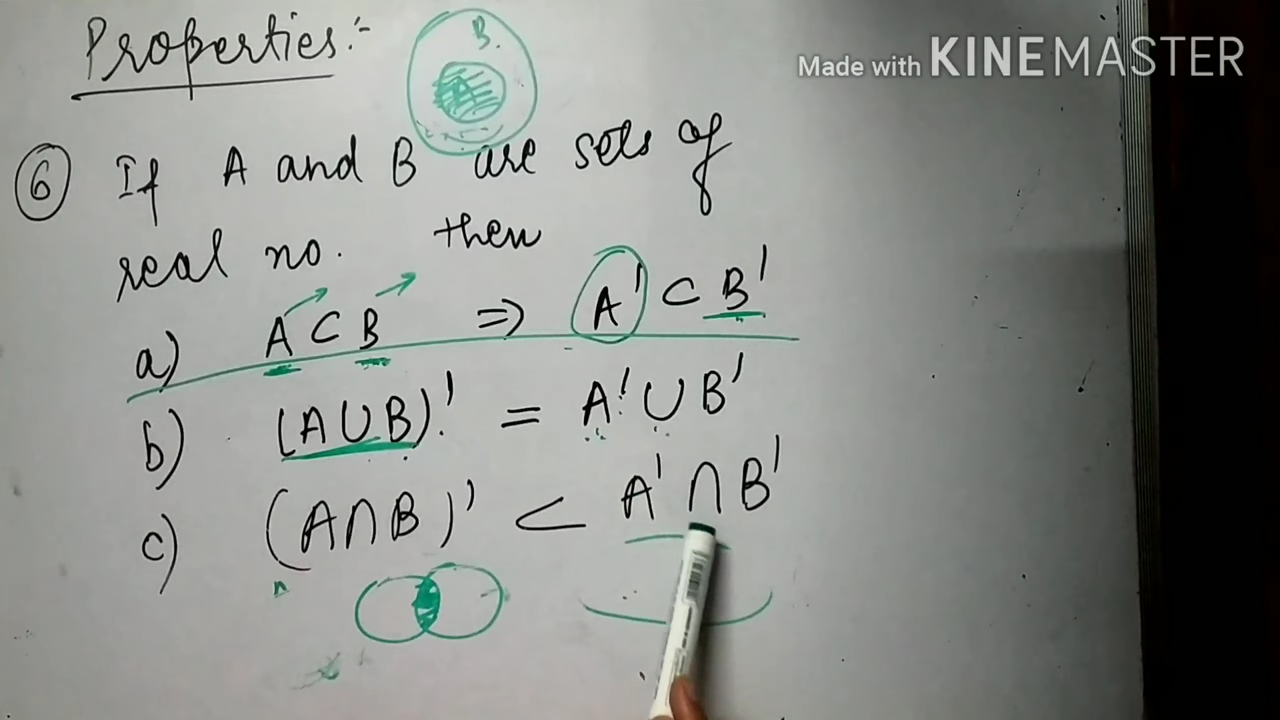 Properties:-
B.
A
Made with KINEMASTER
⑥ If A and B are sets of
real no. then
a) A ⊂ B ⇒ A' ⊂ B'
b) (A∪B)' = A' ∪ B'
c) (A∩B)' ⊂ A' ∩ B'